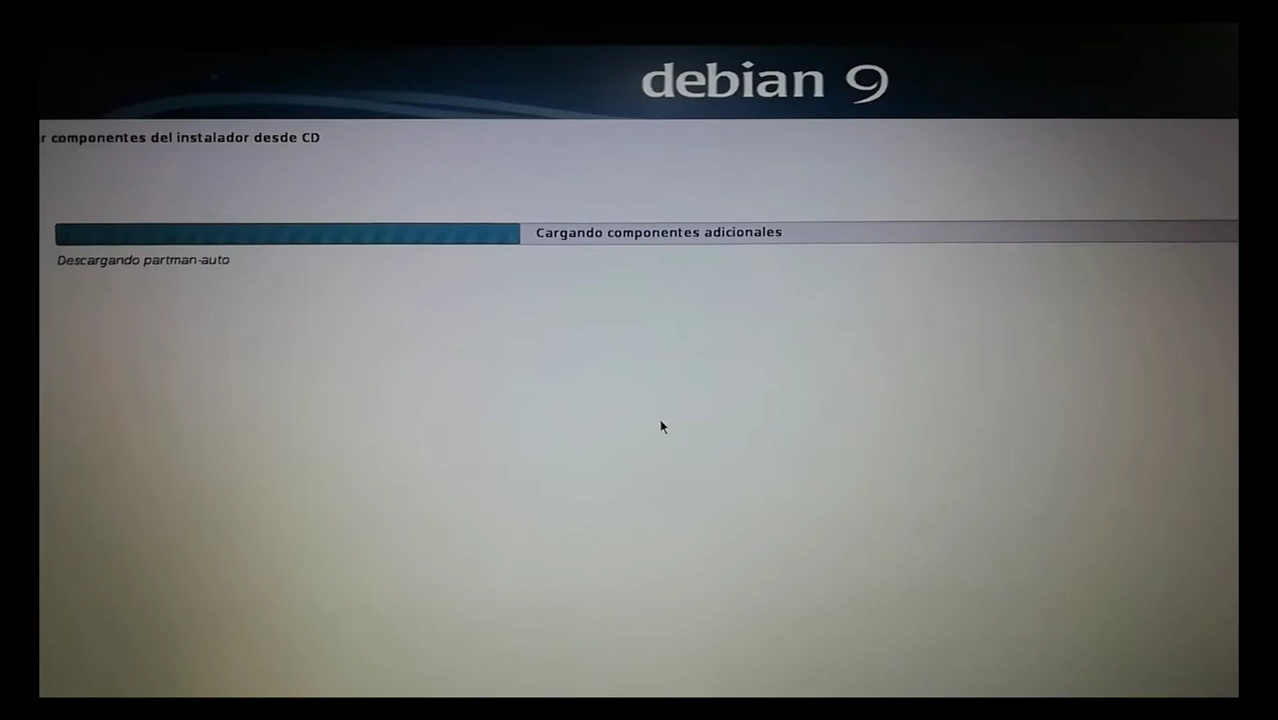 debian 9
componentes del instalador desde CD
Cargando componentes adicionales
Descargando partman-auto